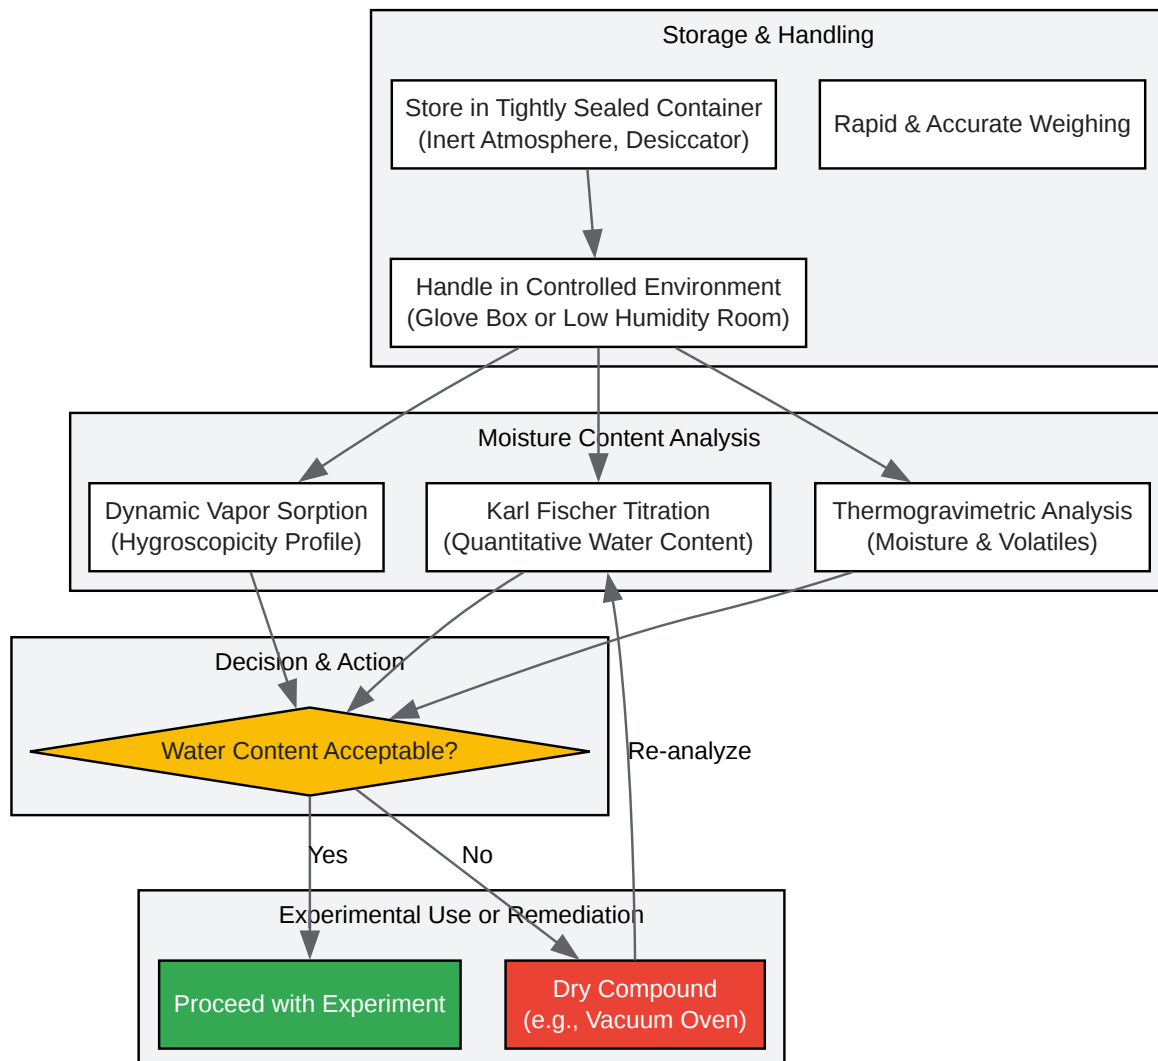 Storage & Handling
Store in Tightly Sealed Container
(Inert Atmosphere, Desiccator)
Rapid & Accurate Weighing
Handle in Controlled Environment
(Glove Box or Low Humidity Room)
Moisture Content Analysis
Dynamic Vapor Sorption
(Hygroscopicity Profile)
Karl Fischer Titration
(Quantitative Water Content)
Thermogravimetric Analysis
(Moisture & Volatiles)
Decision & Action
Water Content Acceptable?
Re-analyze
Yes
No
Experimental Use or Remediation
Proceed with Experiment
Dry Compound
(e.g., Vacuum Oven)